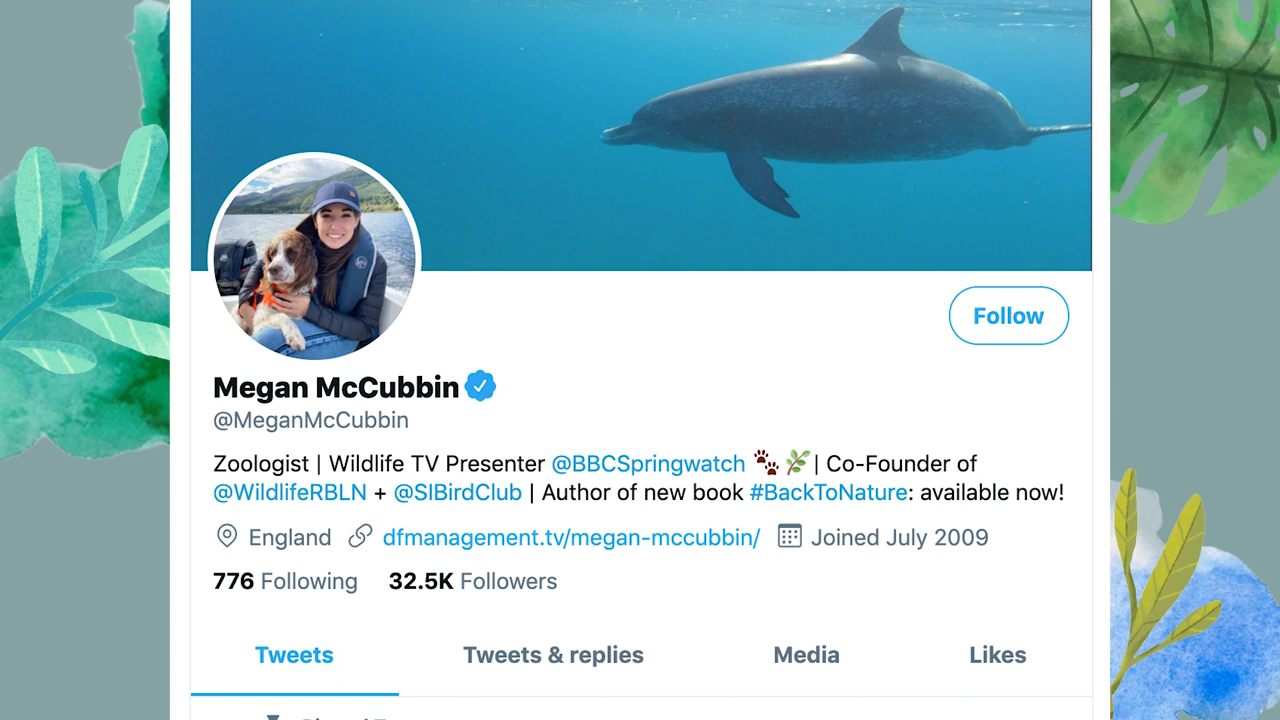 Follow
Megan McCubbin
@MeganMcCubbin
Zoologist | Wildlife TV Presenter @BBCSpringwatch 🐾🌿| Co-Founder of
@WildlifeRBLN + @SIBirdClub | Author of new book #BackToNature: available now!
England dfmanagement.tv/megan-mccubbin/ Joined July 2009
776 Following 32.5K Followers
Tweets Tweets & replies Media Likes